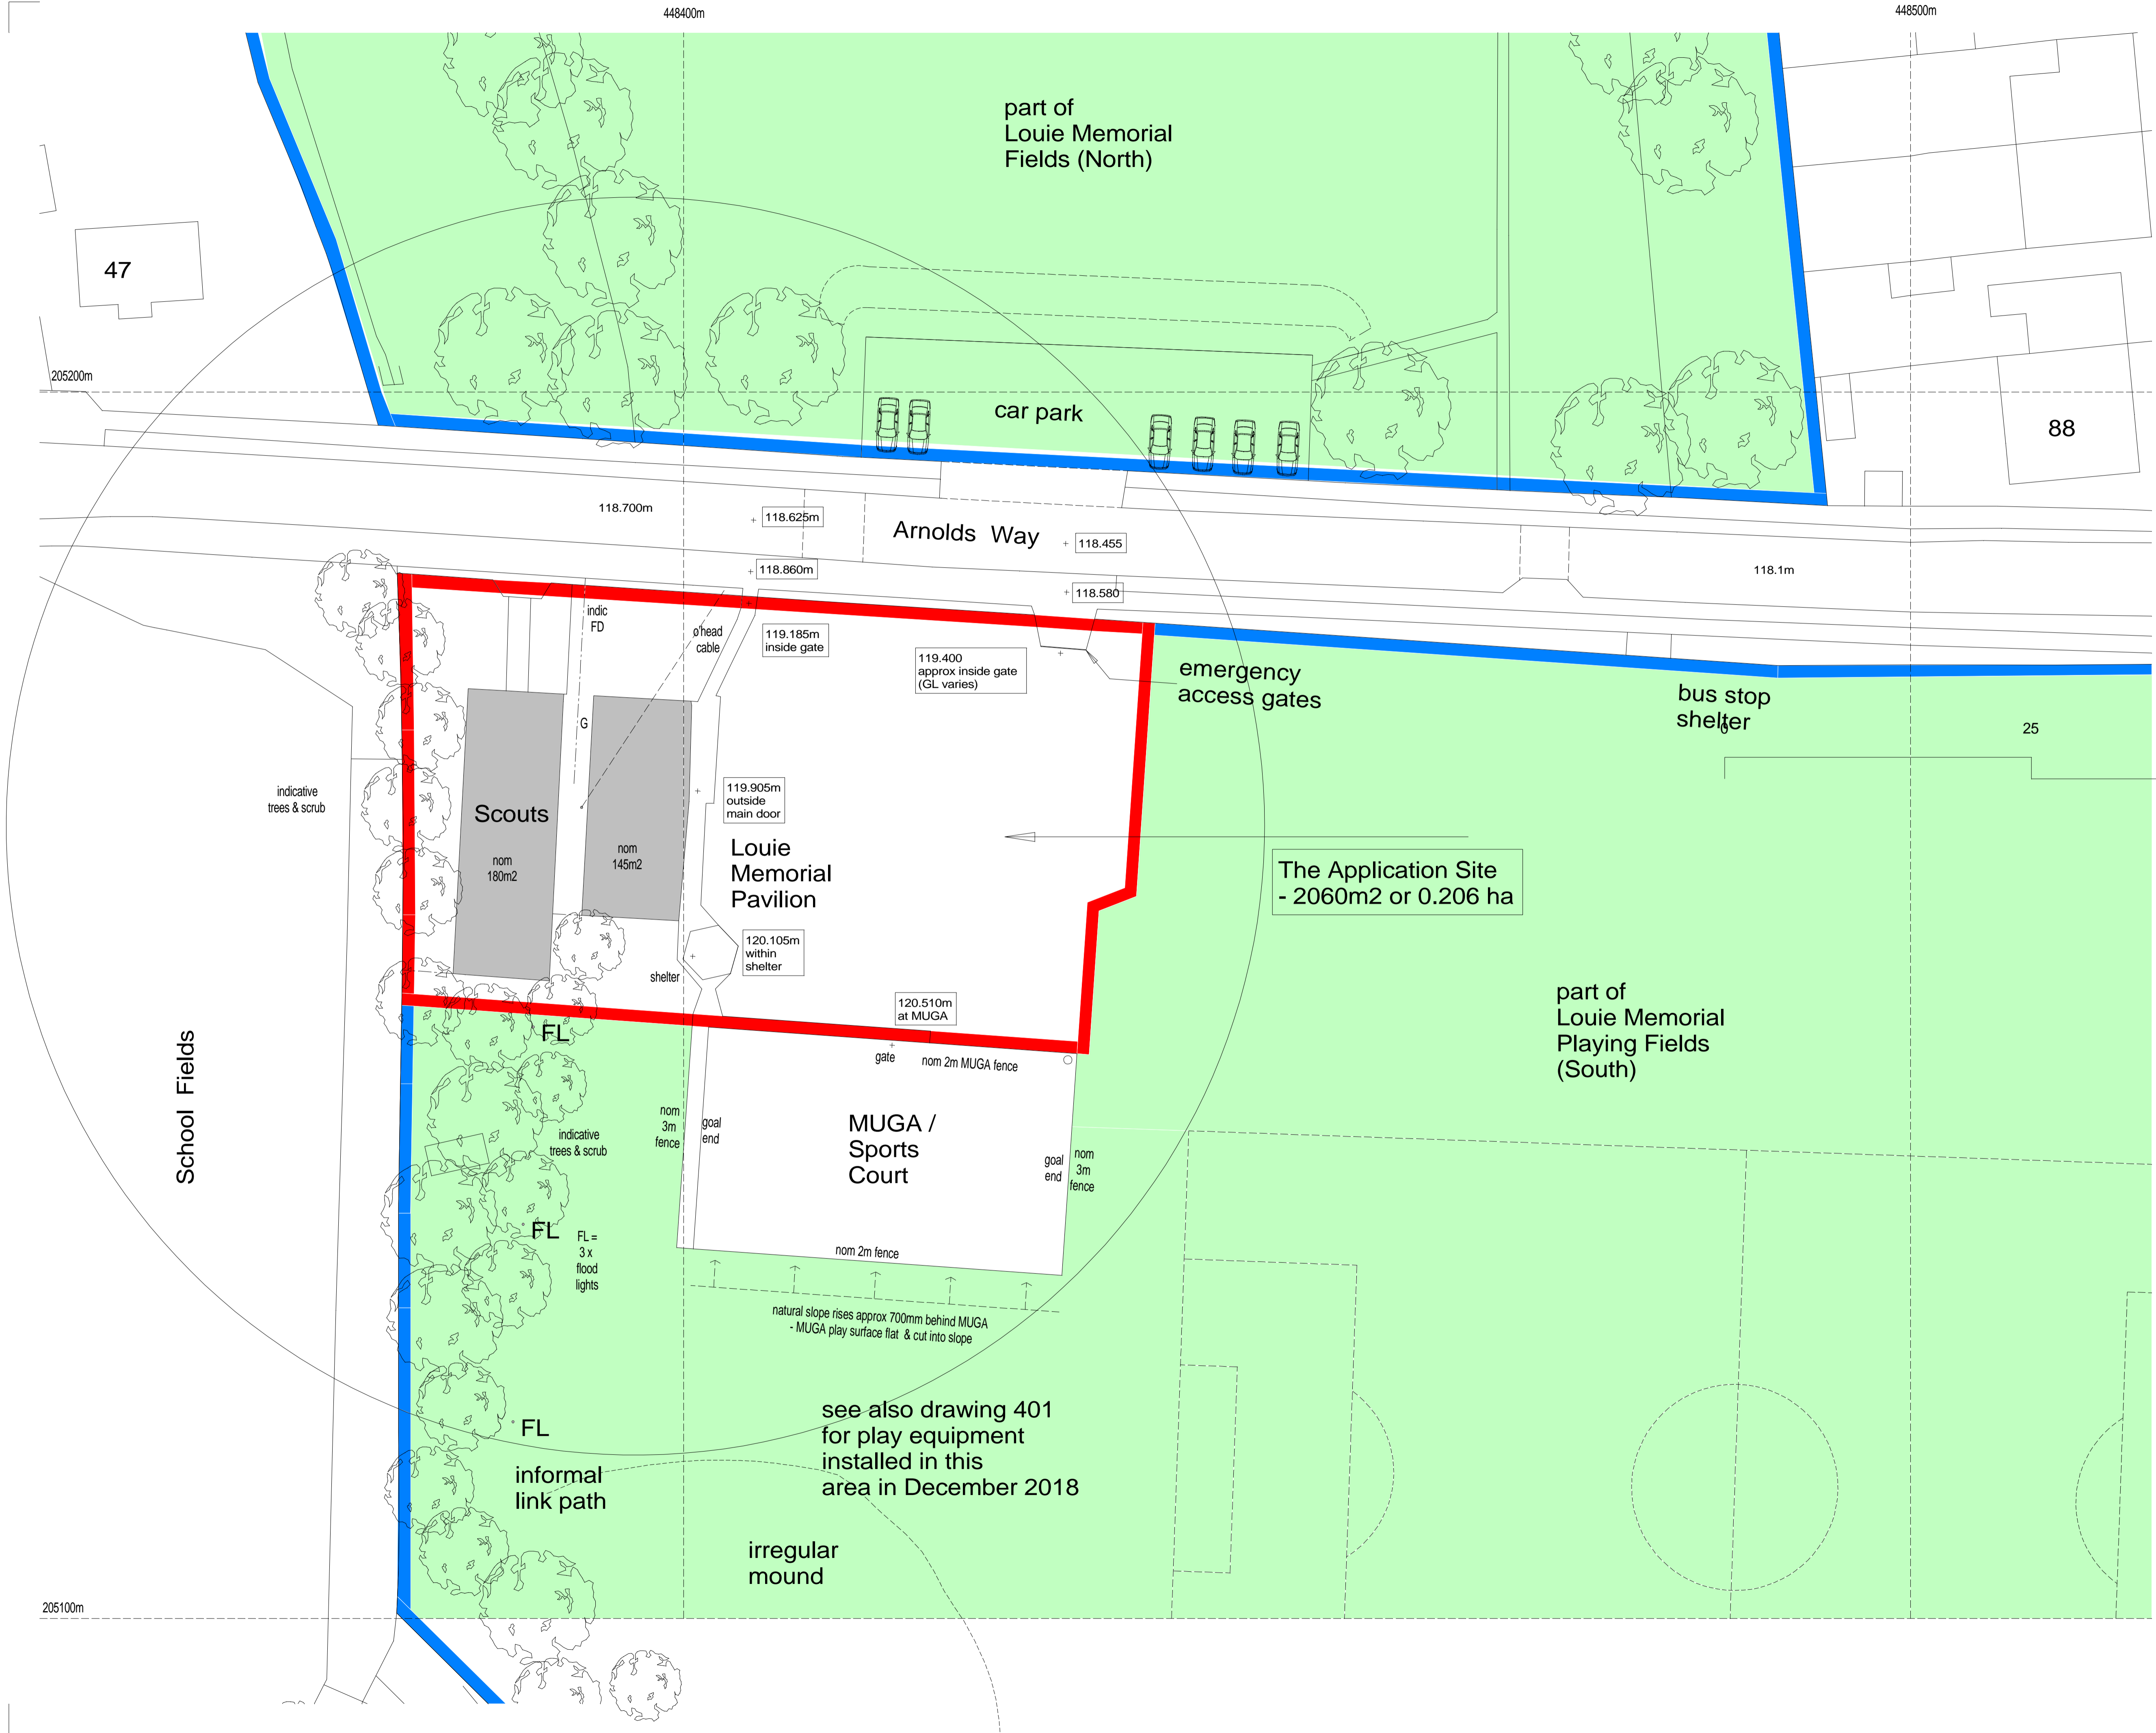 448400m
448500m
part of
Louie Memorial
Fields (North)
47
205200m
car park
88
118.700m
118.625m
Arnolds Way
118.455
118.860m
118.580
118.1m
indic
FD
o'head
cable
119.185m
inside gate
119.400
approx inside gate
(GL varies)
emergency
access gates
bus stop
shelter
0
25
G
indicative
trees & scrub
Scouts
nom
180m2
nom
145m2
119.905m
outside
main door
Louie
Memorial
Pavilion
The Application Site
- 2060m2 or 0.206 ha
120.105m
within
shelter
shelter
120.510m
at MUGA
gate
nom 2m MUGA fence
part of
Louie Memorial
Playing Fields
(South)
School Fields
FL
nom
3m
fence
goal
end
MUGA /
Sports
Court
goal
end
nom
3m
fence
indicative
trees & scrub
FL
FL =
3 x
flood
lights
nom 2m fence
natural slope rises approx 700mm behind MUGA
- MUGA play surface flat & cut into slope
FL
see also drawing 401
for play equipment
installed in this
area in December 2018
informal
link path
irregular
mound
205100m